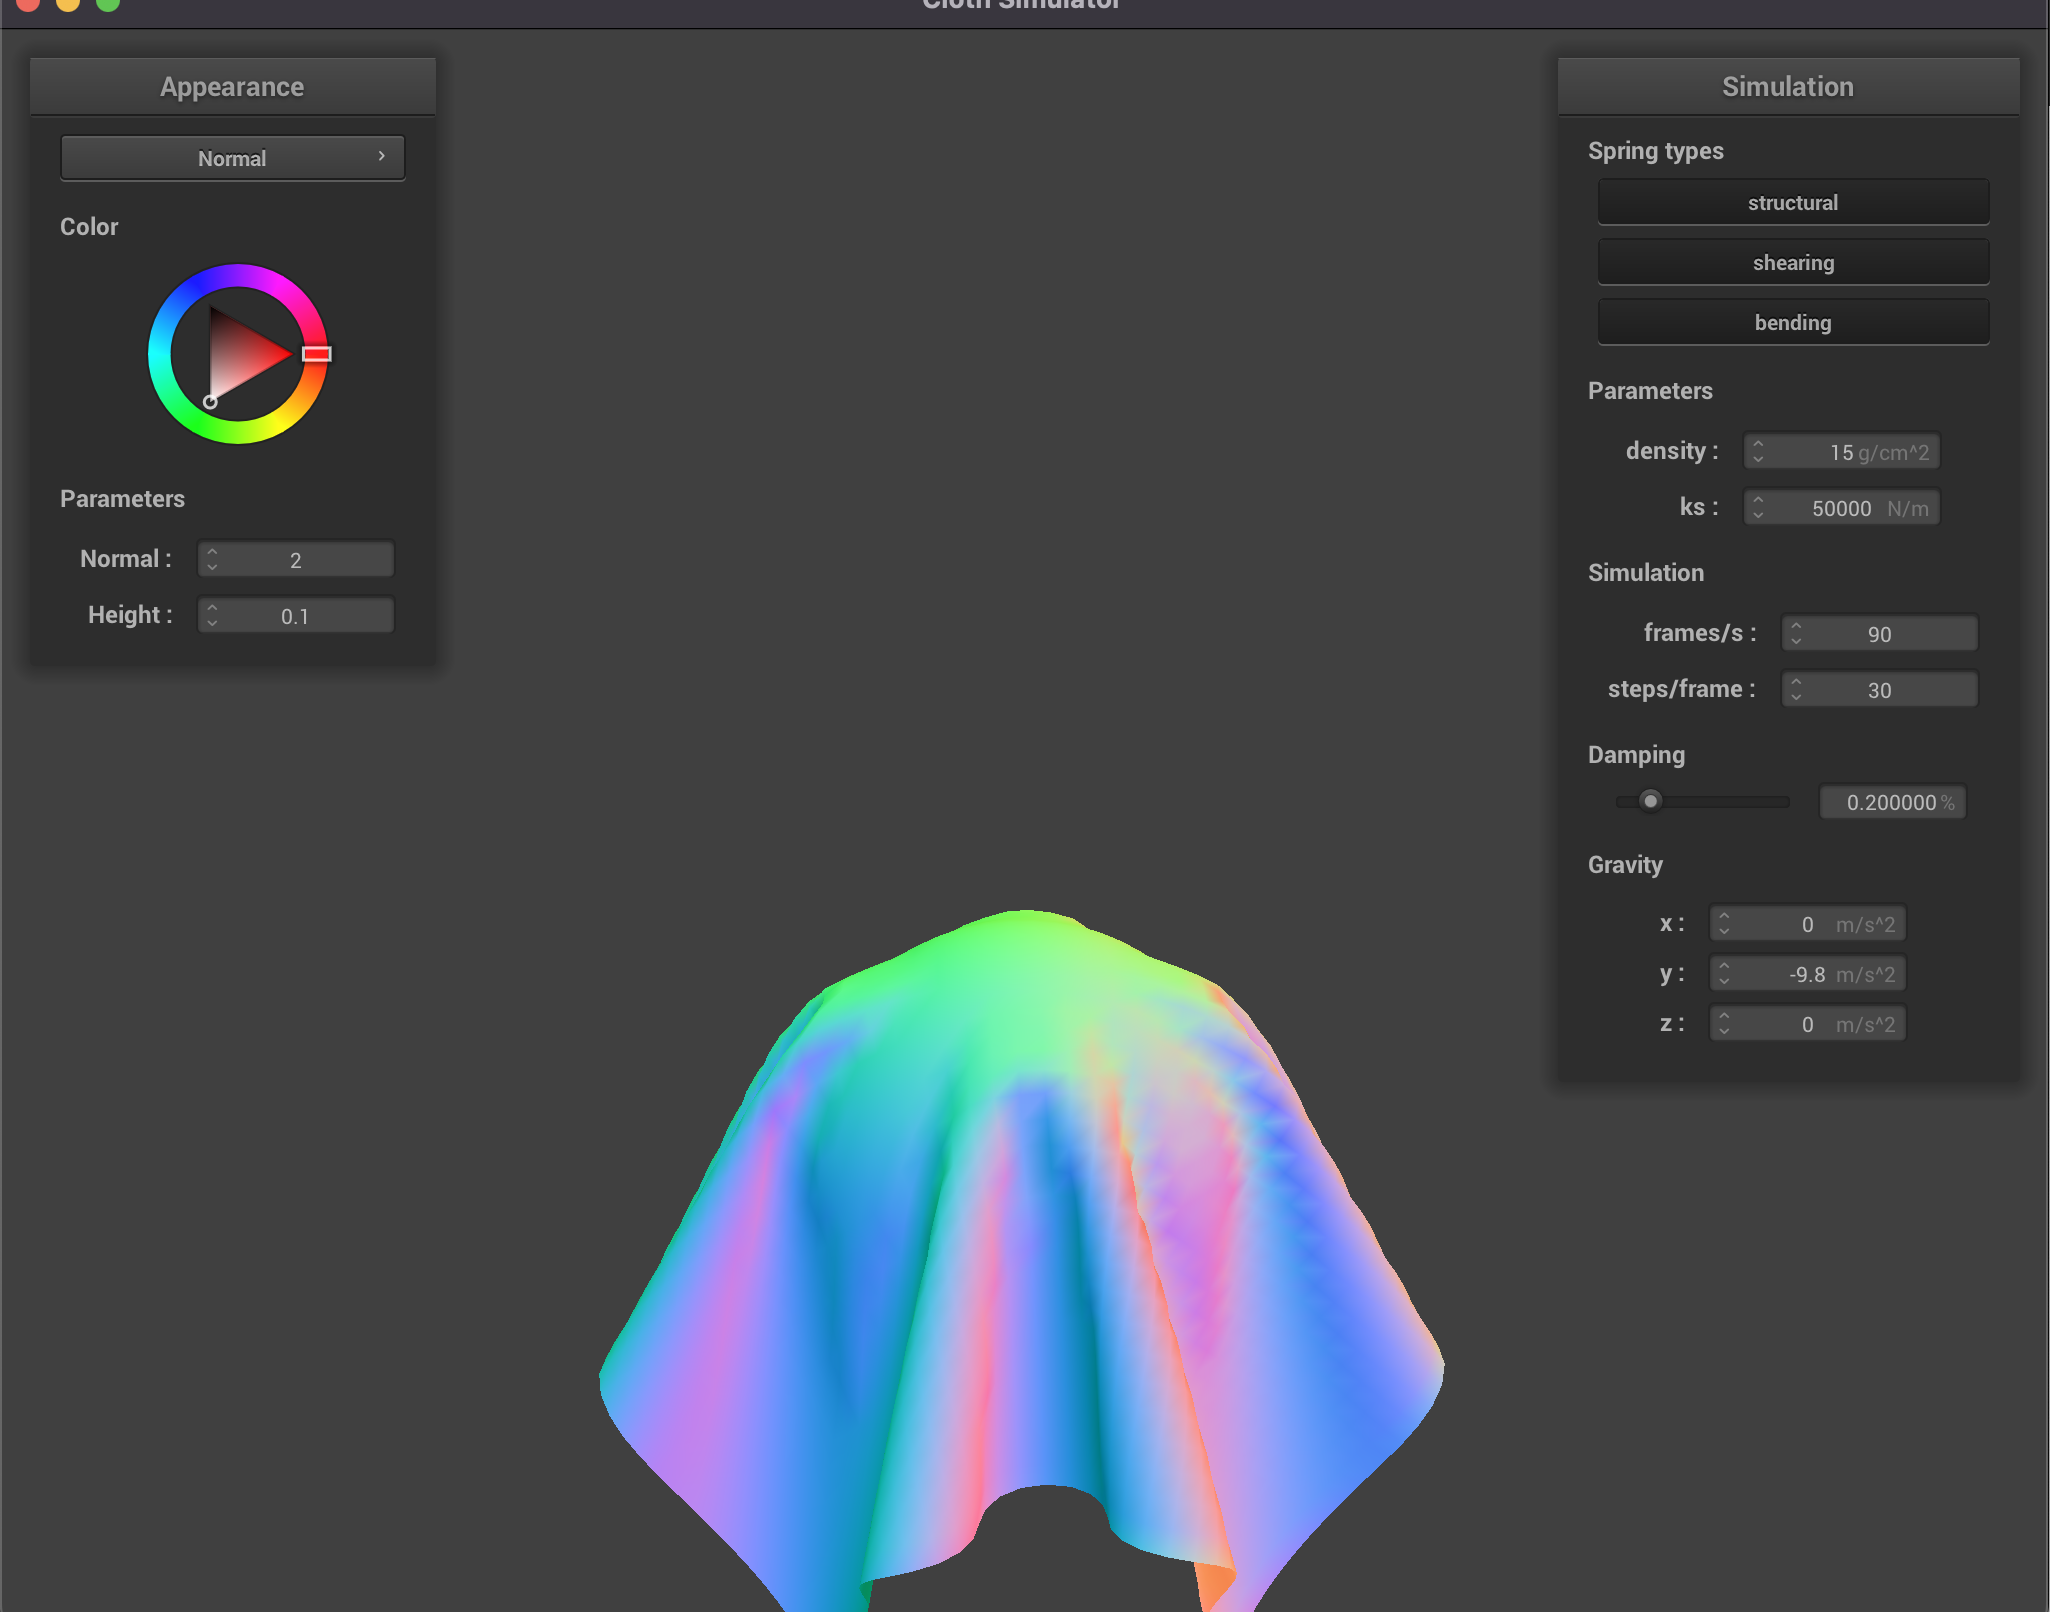 Cloth Simulator
Appearance
Normal
Color
Parameters
Normal : 2
Height : 0.1
Simulation
Spring types
structural
shearing
bending
Parameters
density : 15 g/cm^2
ks : 50000 N/m
Simulation
frames/s : 90
steps/frame : 30
Damping
0.200000 %
Gravity
x : 0 m/s^2
y : -9.8 m/s^2
z : 0 m/s^2